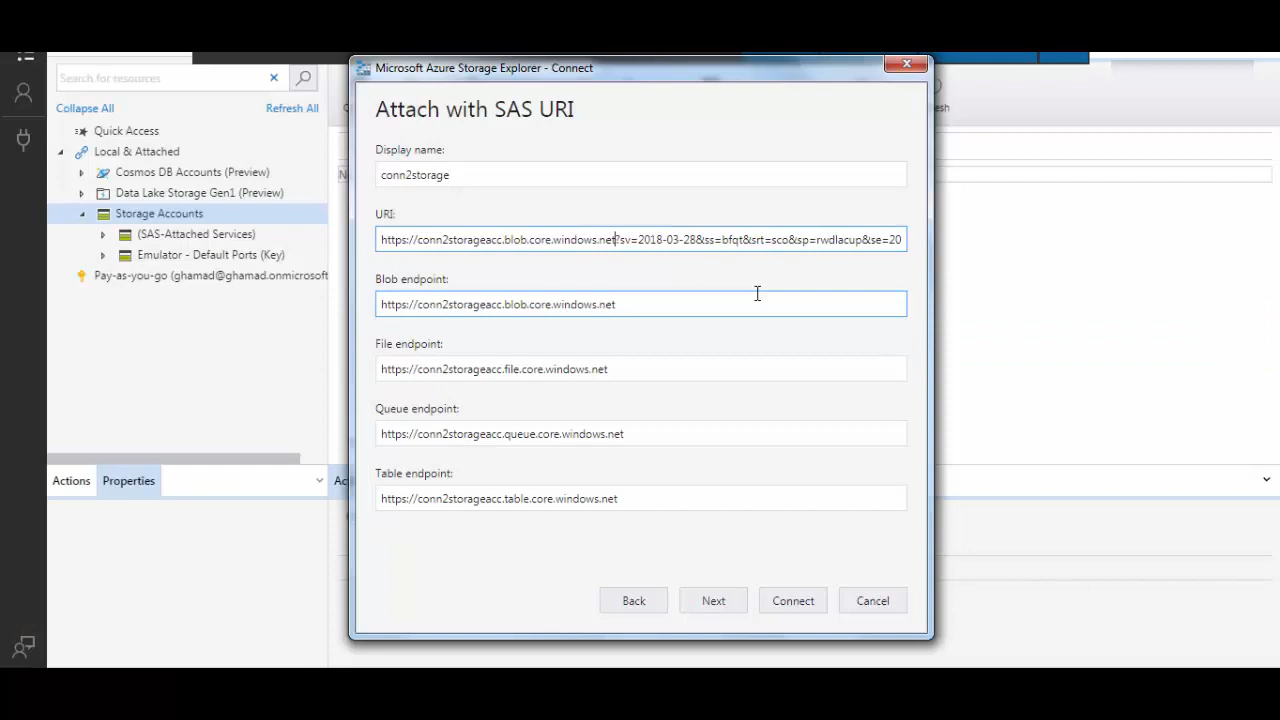 Microsoft Azure Storage Explorer - Connect
Search for resources
Collapse All
Refresh All
Quick Access
Local & Attached
Cosmos DB Accounts (Preview)
Data Lake Storage Gen1 (Preview)
Storage Accounts
(SAS-Attached Services)
Emulator - Default Ports (Key)
Pay-as-you-go (ghamad@ghamad.onmicrosoft
Actions
Properties
Attach with SAS URI
Display name:
conn2storage
URI:
https://conn2storageacc.blob.core.windows.net?sv=2018-03-28&ss=bfqt&srt=sco&sp=rwdlacup&se=20
Blob endpoint:
https://conn2storageacc.blob.core.windows.net
File endpoint:
https://conn2storageacc.file.core.windows.net
Queue endpoint:
https://conn2storageacc.queue.core.windows.net
Table endpoint:
https://conn2storageacc.table.core.windows.net
Back
Next
Connect
Cancel